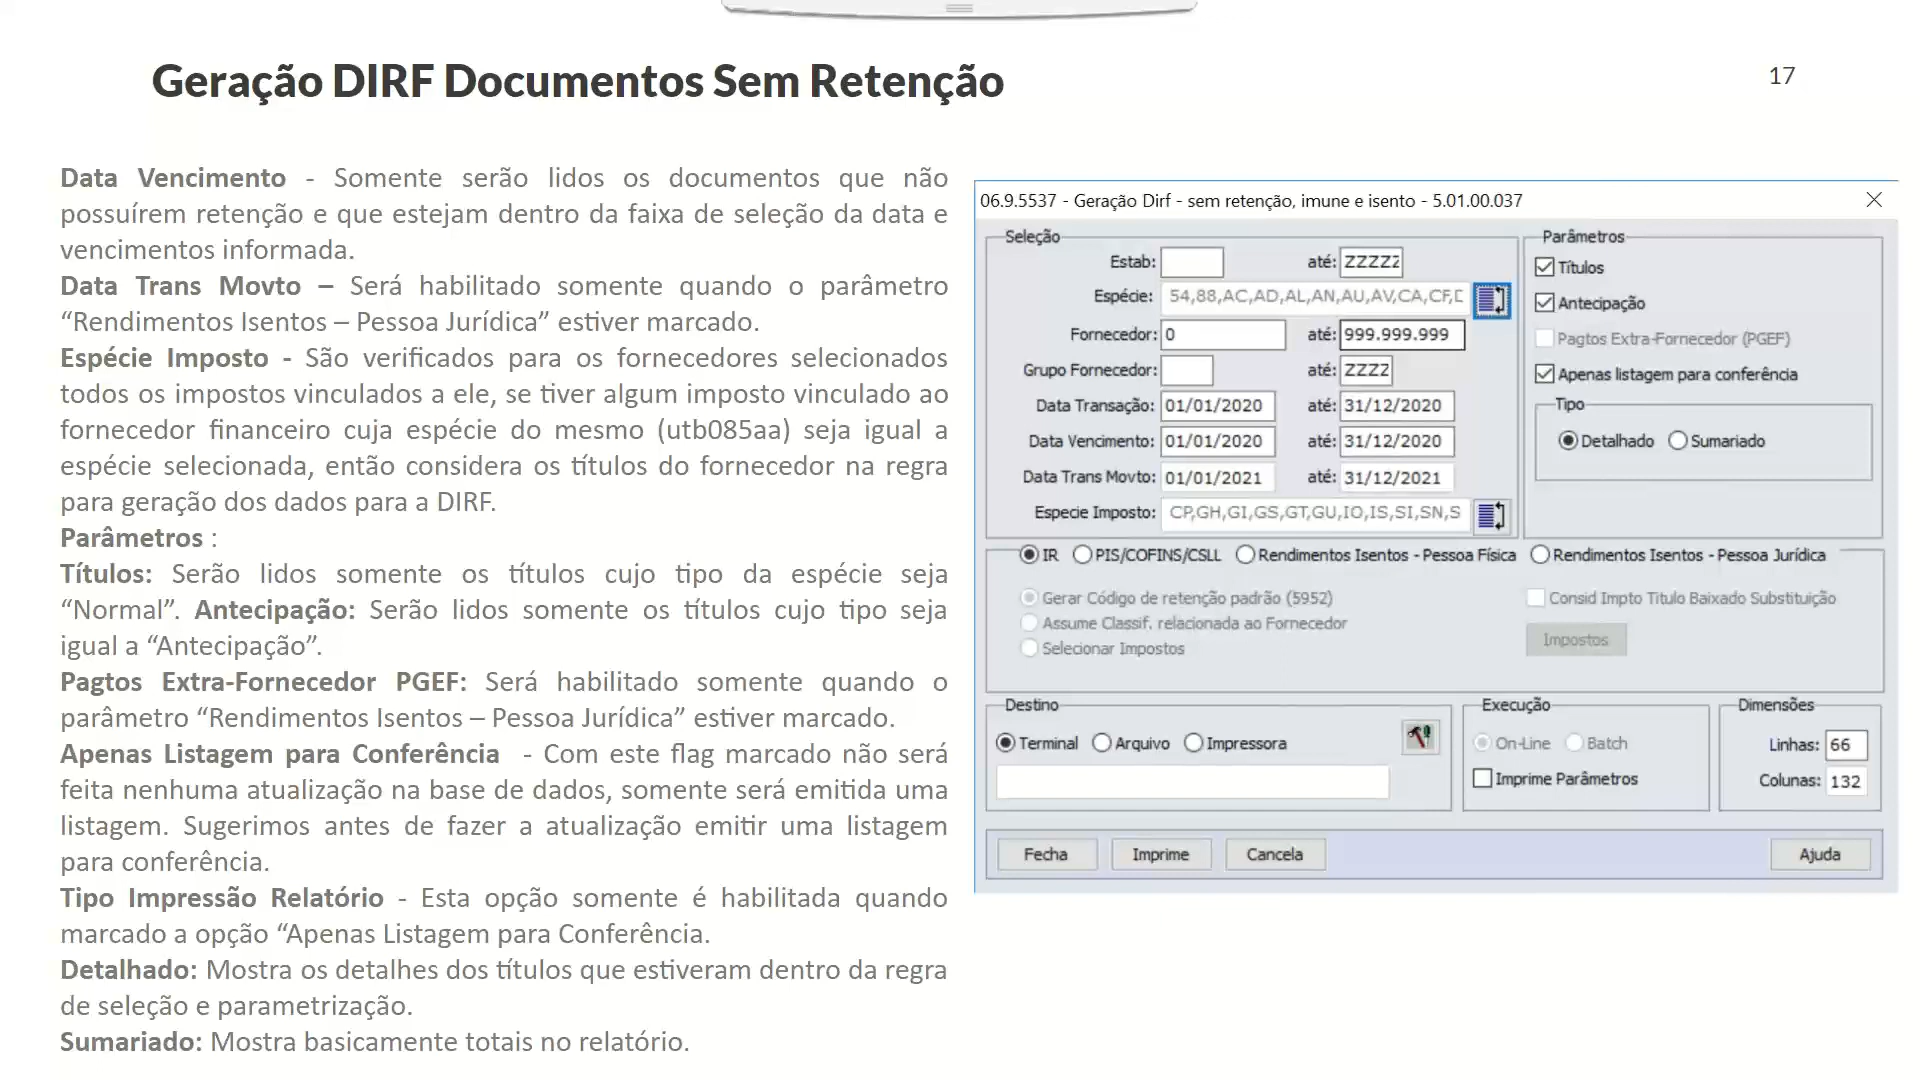 Geração DIRF Documentos Sem Retenção
17
Data Vencimento - Somente serão lidos os documentos que não
possuírem retenção e que estejam dentro da faixa de seleção da data e
vencimentos informada.
Data Trans Movto – Será habilitado somente quando o parâmetro
“Rendimentos Isentos – Pessoa Jurídica” estiver marcado.
Espécie Imposto - São verificados para os fornecedores selecionados
todos os impostos vinculados a ele, se tiver algum imposto vinculado ao
fornecedor financeiro cuja espécie do mesmo (utb085aa) seja igual a
espécie selecionada, então considera os títulos do fornecedor na regra
para geração dos dados para a DIRF.
Parâmetros :
Títulos: Serão lidos somente os títulos cujo tipo da espécie seja
“Normal”. Antecipação: Serão lidos somente os títulos cujo tipo seja
igual a “Antecipação”.
Pagtos Extra-Fornecedor PGEF: Será habilitado somente quando o
parâmetro “Rendimentos Isentos – Pessoa Jurídica” estiver marcado.
Apenas Listagem para Conferência - Com este flag marcado não será
feita nenhuma atualização na base de dados, somente será emitida uma
listagem. Sugerimos antes de fazer a atualização emitir uma listagem
para conferência.
Tipo Impressão Relatório - Esta opção somente é habilitada quando
marcado a opção “Apenas Listagem para Conferência.
Detalhado: Mostra os detalhes dos títulos que estiveram dentro da regra
de seleção e parametrização.
Sumariado: Mostra basicamente totais no relatório.
06.9.5537 - Geração Dirf - sem retenção, imune e isento - 5.01.00.037
Seleção
Estab: até: ZZZZZ
Espécie: 54,88,AC,AD,AL,AN,AU,AV,CA,CF,D
Fornecedor: 0 até: 999.999.999
Grupo Fornecedor: até: ZZZZ
Data Transação: 01/01/2020 até: 31/12/2020
Data Vencimento: 01/01/2020 até: 31/12/2020
Data Trans Movto: 01/01/2021 até: 31/12/2021
Especie Imposto: CP,GH,GI,GS,GT,GU,IO,IS,SI,SN,S
Parâmetros
Títulos
Antecipação
Pagtos Extra-Fornecedor (PGEF)
Apenas listagem para conferência
Tipo
Detalhado Sumariado
IR PIS/COFINS/CSLL Rendimentos Isentos - Pessoa Física Rendimentos Isentos - Pessoa Jurídica
Gerar Código de retenção padrão (5952)
Assume Classif. relacionada ao Fornecedor
Selecionar Impostos
Consid Impto Titulo Baixado Substituição
Impostos
Destino
Terminal Arquivo Impressora
Execução
On-Line Batch
Imprime Parâmetros
Dimensões
Linhas: 66
Colunas: 132
Fecha Imprime Cancela Ajuda